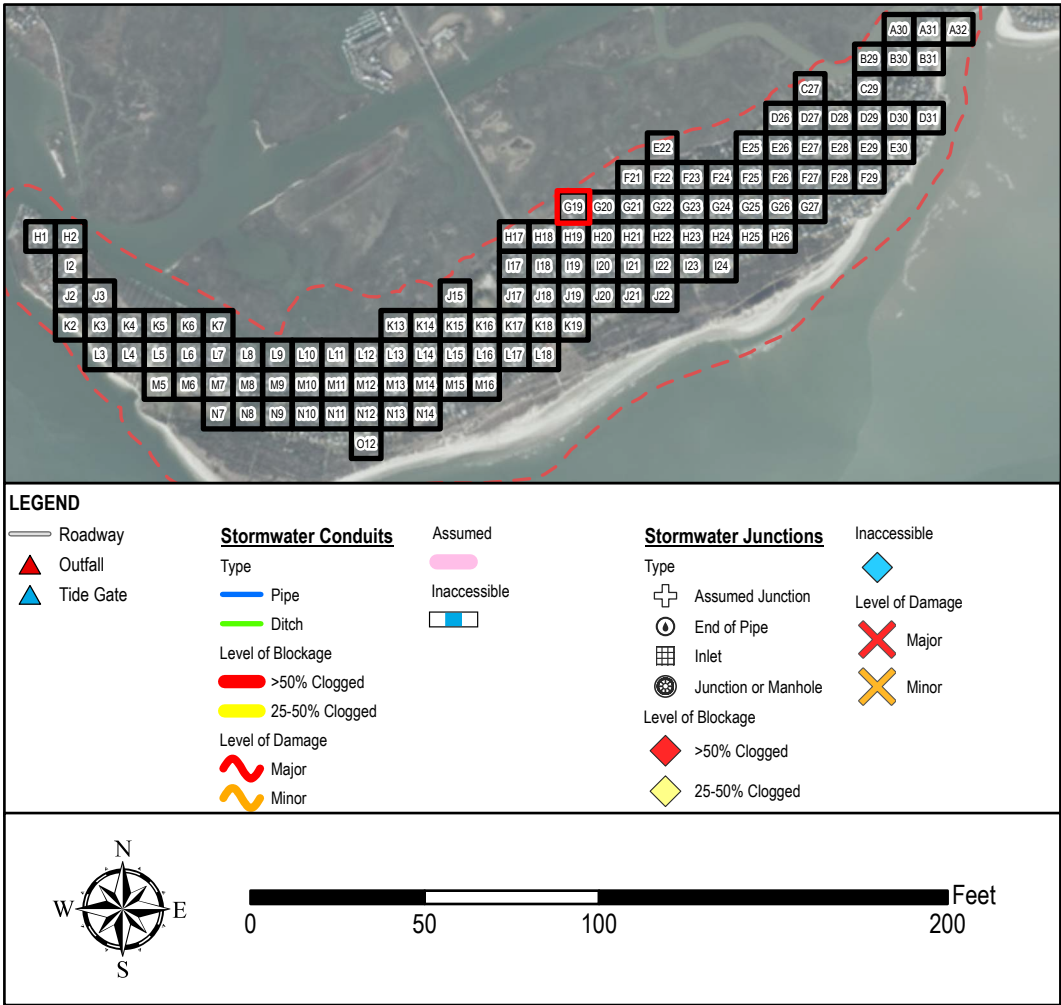 A30 A31 A32
B29 B30 B31
C27 C29
D26 D27 D28 D29 D30 D31
E22 E25 E26 E27 E28 E29 E30
F21 F22 F23 F24 F25 F26 F27 F28 F29
G19 G20 G21 G22 G23 G24 G25 G26 G27
H1 H2 H17 H18 H19 H20 H21 H22 H23 H24 H25 H26
I2 I17 I18 I19 I20 I21 I22 I23 I24
J2 J3 J15 J17 J18 J19 J20 J21 J22
K2 K3 K4 K5 K6 K7 K13 K14 K15 K16 K17 K18 K19
L3 L4 L5 L6 L7 L8 L9 L10 L11 L12 L13 L14 L15 L16 L17 L18
M5 M6 M7 M8 M9 M10 M11 M12 M13 M14 M15 M16
N7 N8 N9 N10 N11 N12 N13 N14
O12
LEGEND
Roadway
Outfall
Tide Gate
Stormwater Conduits
Type
Pipe
Ditch
Level of Blockage
>50% Clogged
25-50% Clogged
Level of Damage
Major
Minor
Assumed
Inaccessible
Stormwater Junctions
Type
Assumed Junction
End of Pipe
Inlet
Junction or Manhole
Level of Blockage
>50% Clogged
25-50% Clogged
Inaccessible
Level of Damage
Major
Minor
N
W E
S
Feet
0 50 100 200